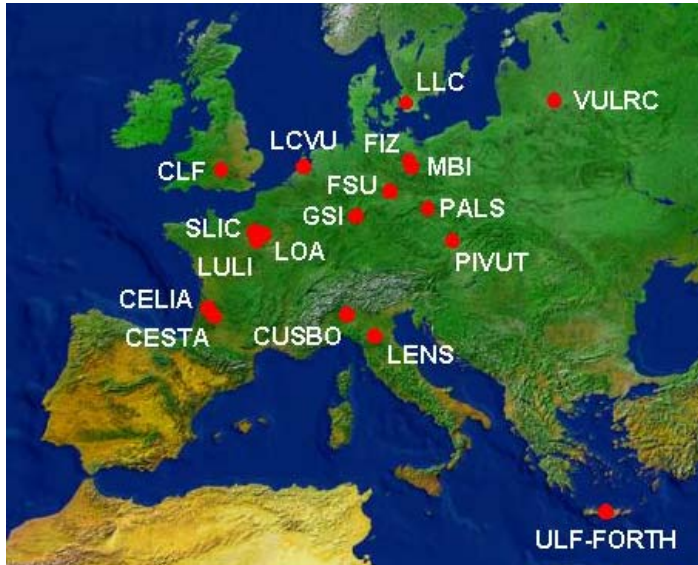 LLC
VULRC
LCVU
FIZ
CLF
MBI
FSU
PALS
GSI
SLIC
LOA
PIVUT
LULI
CELIA
CESTA
CUSBO
LENS
ULF-FORTH